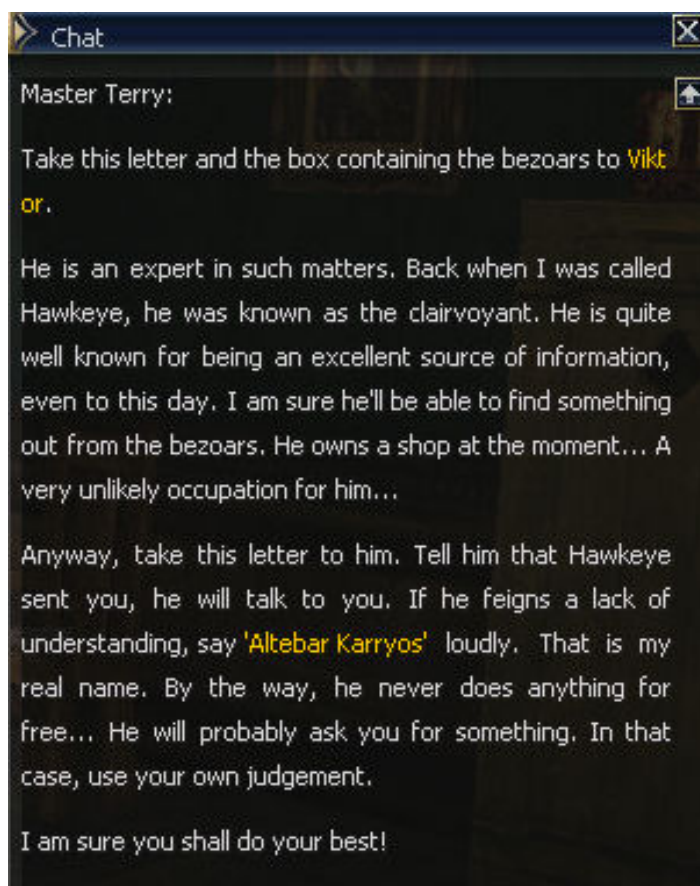 Chat
Master Terry:
Take this letter and the box containing the bezoars to Vikt
or.
He is an expert in such matters. Back when I was called
Hawkeye, he was known as the clairvoyant. He is quite
well known for being an excellent source of information,
even to this day. I am sure he'll be able to find something
out from the bezoars. He owns a shop at the moment... A
very unlikely occupation for him...
Anyway, take this letter to him. Tell him that Hawkeye
sent you, he will talk to you. If he feigns a lack of
understanding, say 'Altebar Karryos' loudly. That is my
real name. By the way, he never does anything for
free... He will probably ask you for something. In that
case, use your own judgement.
I am sure you shall do your best!